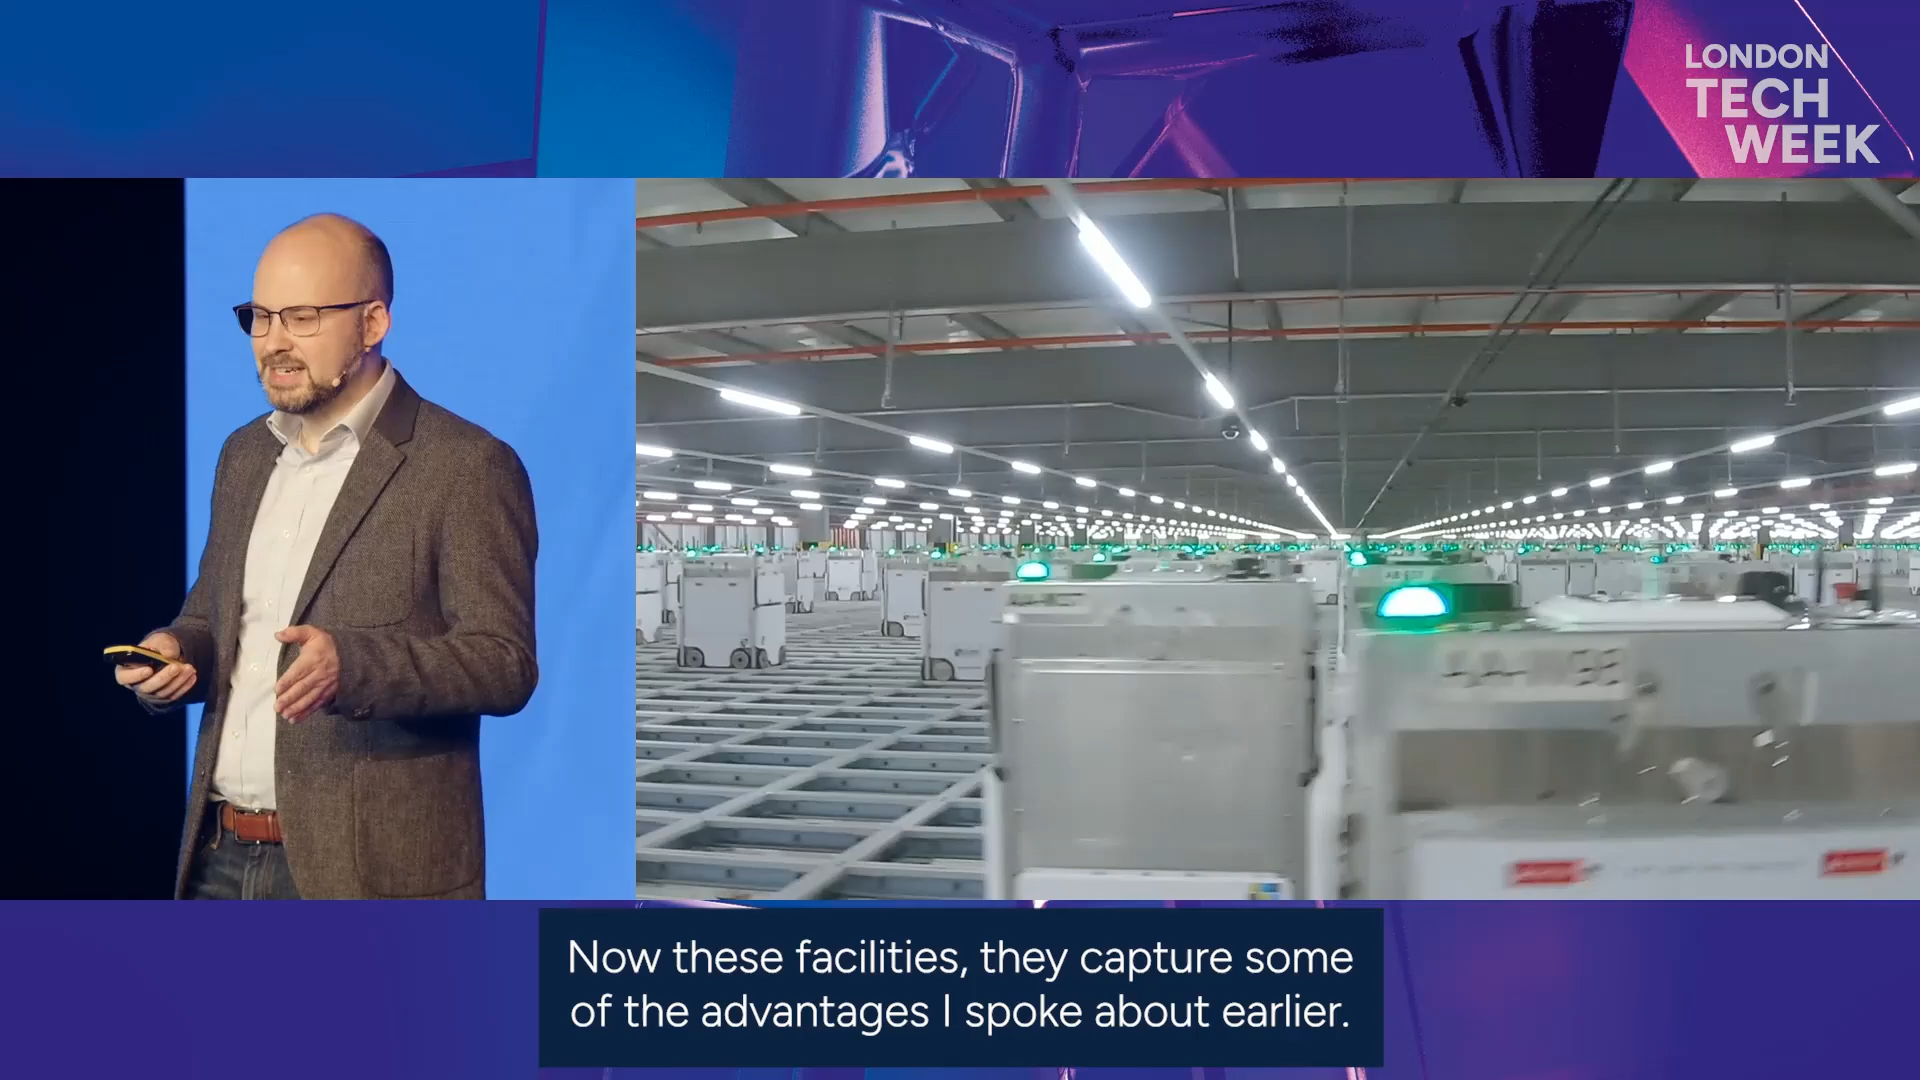 LONDON
TECH
WEEK
Now these facilities, they capture some
of the advantages I spoke about earlier.